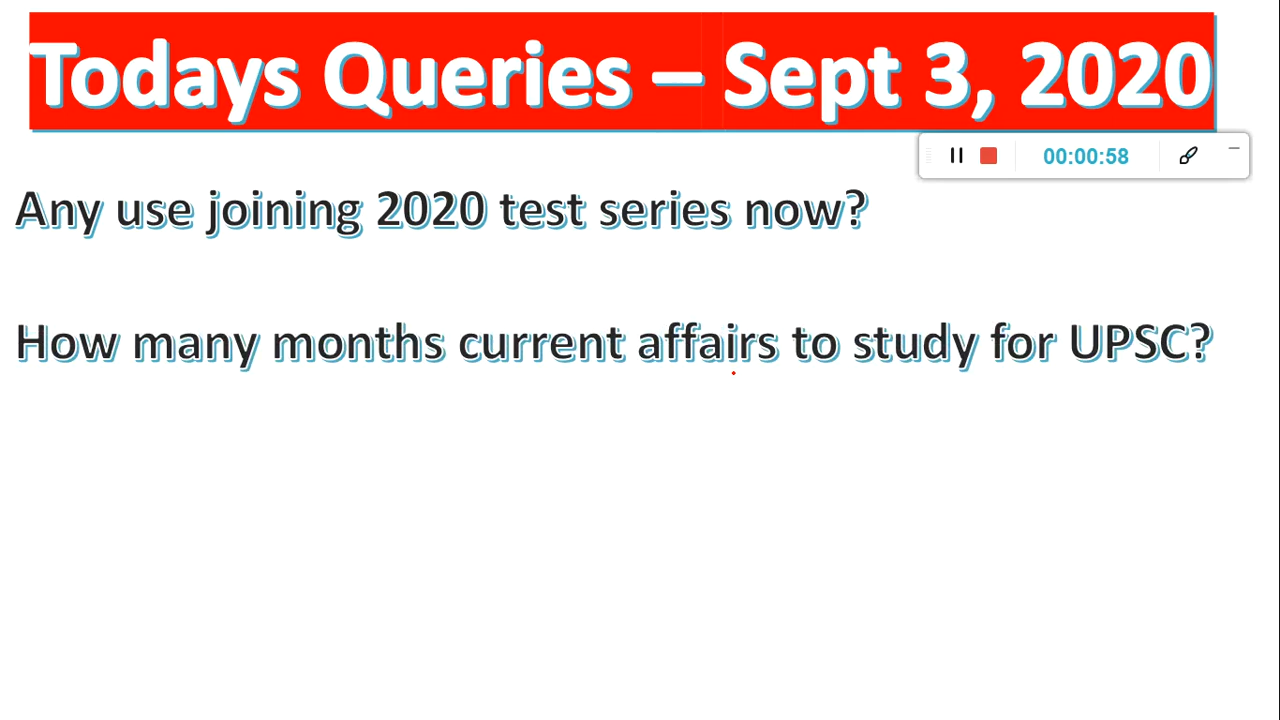 Todays Queries – Sept 3, 2020
00:00:58
Any use joining 2020 test series now?
How many months current affairs to study for UPSC?